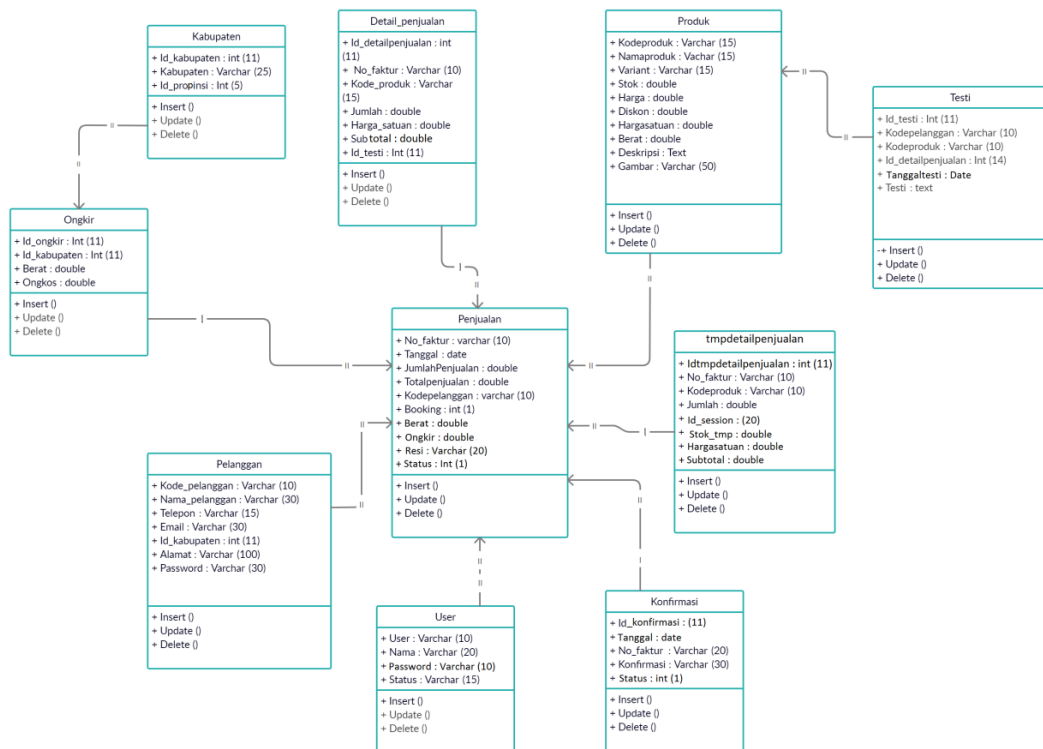 Kabupaten
+ Id_kabupaten : int (11)
+ Kabupaten : Varchar (25)
+ Id_propinsi : Int (5)
+ Insert ()
+ Update ()
+ Delete ()
Detail_penjualan
+ Id_detailpenjualan : int
(11)
+ No_faktur : Varchar (10)
+ Kode_produk : Varchar
(15)
+ Jumlah : double
+ Harga_satuan : double
+ Sub total : double
+ Id_testi : Int (11)
+ Insert ()
+ Update ()
+ Delete ()
Produk
+ Kodeproduk : Varchar (15)
+ Namaproduk : Vachar (15)
+ Variant : Varchar (15)
+ Stok : double
+ Harga : double
+ Diskon : double
+ Hargasatuan : double
+ Berat : double
+ Deskripsi : Text
+ Gambar : Varchar (50)
+ Insert ()
+ Update ()
+ Delete ()
Testi
+ Id_testi : Int (11)
+ Kodepelanggan : Varchar (10)
+ Kodeproduk : Varchar (10)
+ Id_detailpenjualan : Int (14)
+ Tanggaltesti : Date
+ Testi : text
-+ Insert ()
+ Update ()
+ Delete ()
Ongkir
+ Id_ongkir : Int (11)
+ Id_kabupaten : Int (11)
+ Berat : double
+ Ongkos : double
+ Insert ()
+ Update ()
+ Delete ()
Penjualan
+ No_faktur : varchar (10)
+ Tanggal : date
+ JumlahPenjualan : double
+ Totalpenjualan : double
+ Kodepelanggan : varchar (10)
+ Booking : int (1)
+ Berat : double
+ Ongkir : double
+ Resi : Varchar (20)
+ Status : Int (1)
+ Insert ()
+ Update ()
+ Delete ()
tmpdetailpenjualan
+ Idtmpdetailpenjualan : int (11)
+ No_faktur : Varchar (10)
+ Kodeproduk : Varchar (10)
+ Jumlah : double
+ Id_session : (20)
+ Stok_tmp : double
+ Hargasatuan : double
+ Subtotal : double
+ Insert ()
+ Update ()
+ Delete ()
Pelanggan
+ Kode_pelanggan : Varchar (10)
+ Nama_pelanggan : Varchar (30)
+ Telepon : Varchar (15)
+ Email : Varchar (30)
+ Id_kabupaten : int (11)
+ Alamat : Varchar (100)
+ Password : Varchar (30)
+ Insert ()
+ Update ()
+ Delete ()
User
+ User : Varchar (10)
+ Nama : Varchar (20)
+ Password : Varchar (10)
+ Status : Varchar (15)
+ Insert ()
+ Update ()
+ Delete ()
Konfirmasi
+ Id_konfirmasi : (11)
+ Tanggal : date
+ No_faktur : Varchar (20)
+ Konfirmasi : Varchar (30)
+ Status : int (1)
+ Insert ()
+ Update ()
+ Delete ()